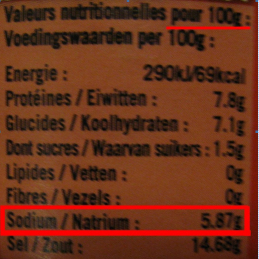 Valeurs nutritionnelles pour 100g :
Voedingswaarden per 100g :
Energie : 290kJ/69kcal
Protéines / Eiwitten : 7.8g
Glucides / Koolhydraten : 7.1g
Dont sucres / Waarvan suikers : 1.5g
Lipides / Vetten : 0g
Fibres / Vezels : 0g
Sodium / Natrium : 5.87g
Sel / Zout : 14.68g